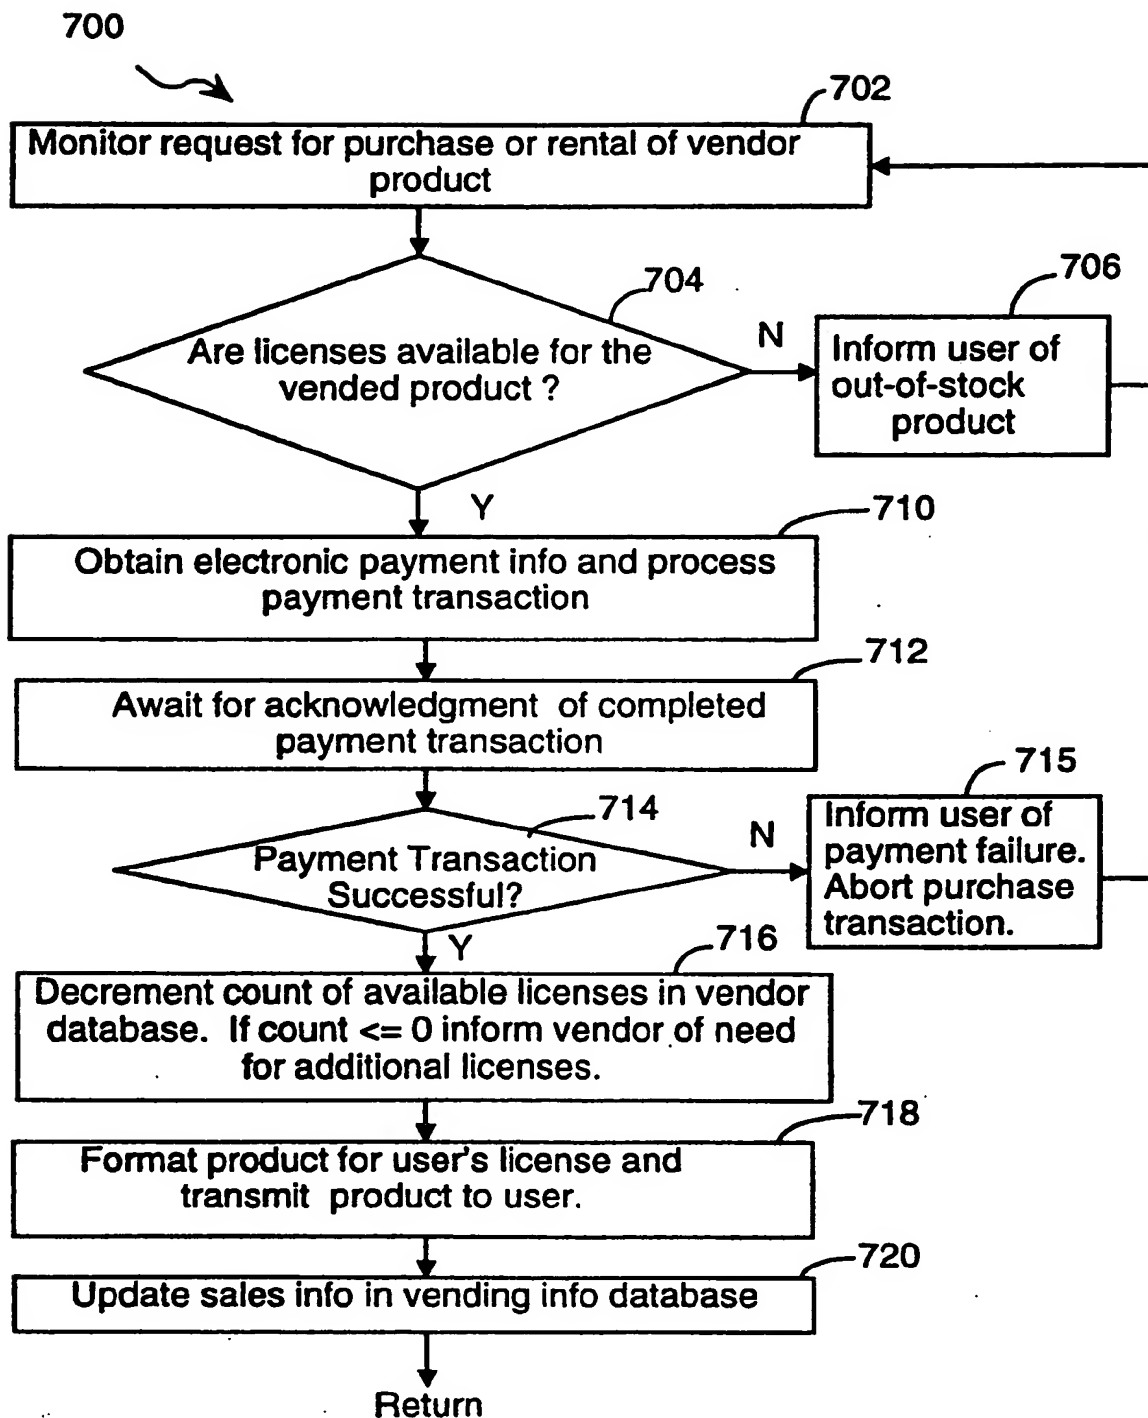 700
702
Monitor request for purchase or rental of vendor
product
704
706
Are licenses available for the
vended product ?
N
Inform user of
out-of-stock
product
Y
710
Obtain electronic payment info and process
payment transaction
712
Await for acknowledgment of completed
payment transaction
714
715
Payment Transaction
Successful?
N
Inform user of
payment failure.
Abort purchase
transaction.
Y
716
Decrement count of available licenses in vendor
database. If count <= 0 inform vendor of need
for additional licenses.
718
Format product for user's license and
transmit product to user.
720
Update sales info in vending info database
Return